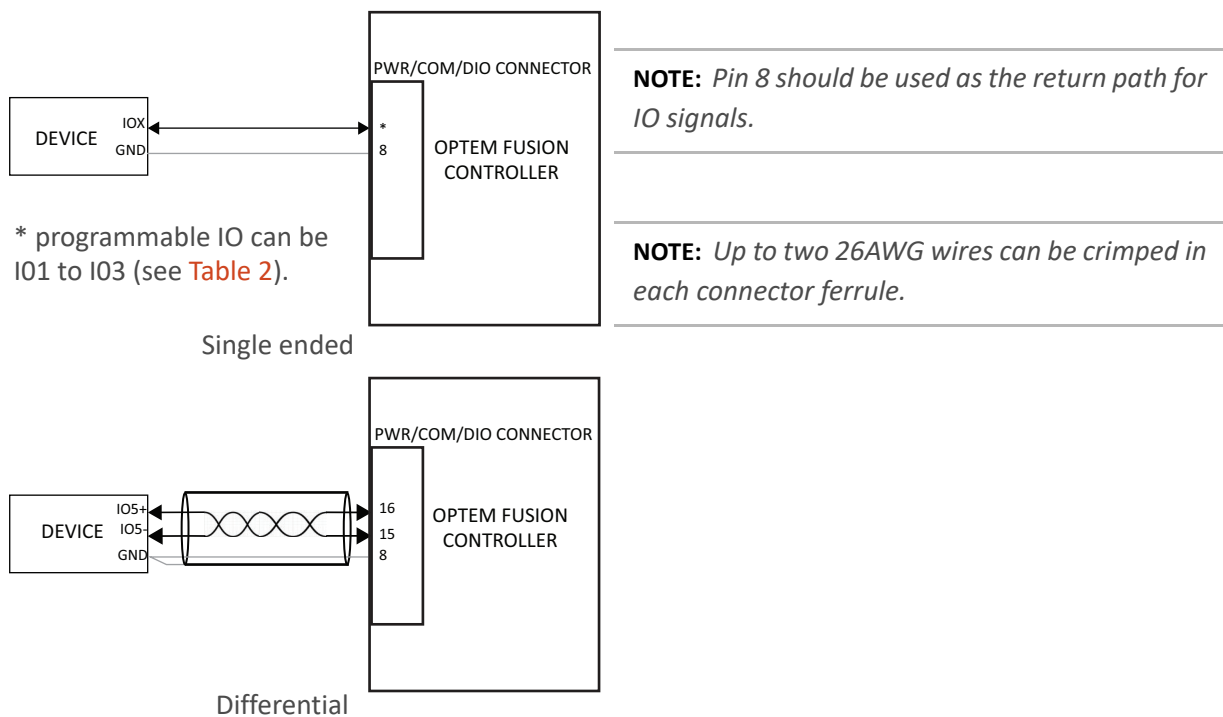 PWR/COM/DIO CONNECTOR
DEVICE
IOX
GND
*
8
OPTEM FUSION
CONTROLLER
* programmable IO can be
I01 to I03 (see Table 2).
Single ended
NOTE: Pin 8 should be used as the return path for
IO signals.
NOTE: Up to two 26AWG wires can be crimped in
each connector ferrule.
PWR/COM/DIO CONNECTOR
DEVICE
IO5+
IO5-
GND
16
15
8
OPTEM FUSION
CONTROLLER
Differential